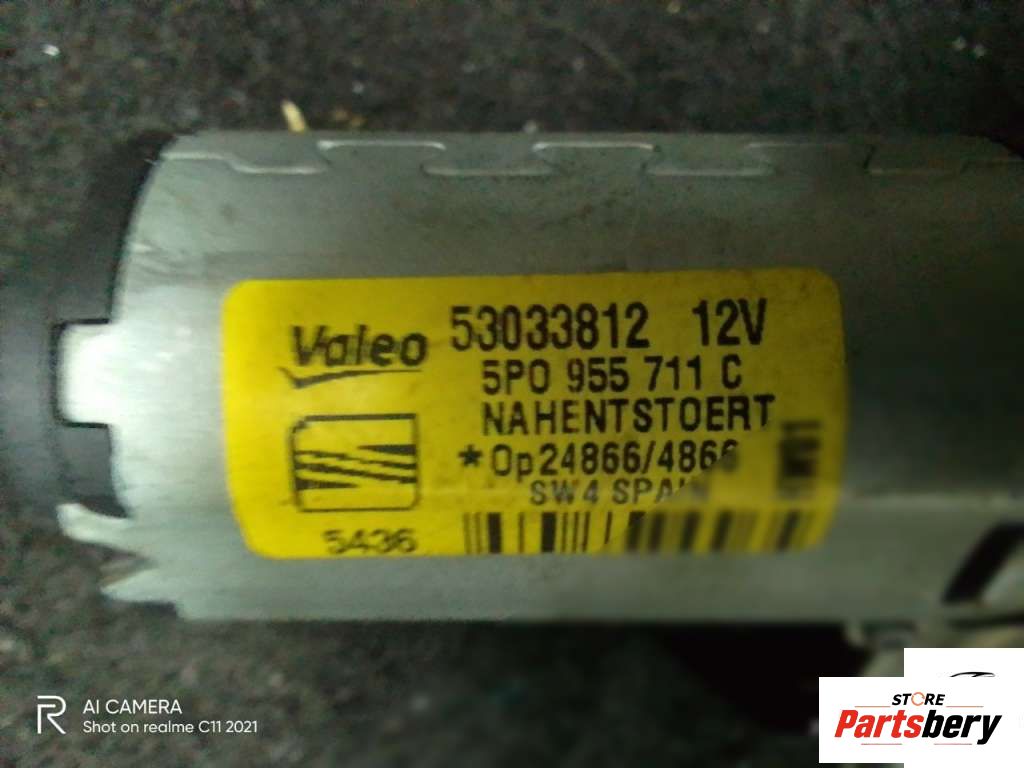 Valeo 53033812 12V
5P0 955 711 C
NAHENTSTOERT
*Op24866/4866
SW4 SPAIN
5436
AI CAMERA
Shot on realme C11 2021
STORE
Partsbery